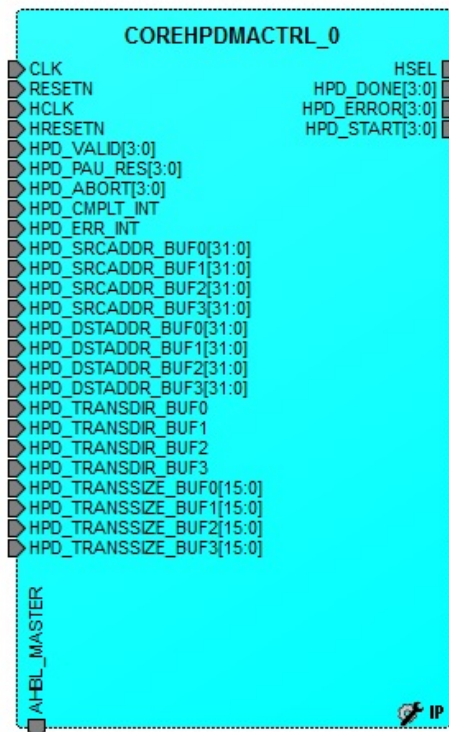 COREHPDMACTRL_0
CLK HSEL
RESETN HPD_DONE[3:0]
HCLK HPD_ERROR[3:0]
HRESETN HPD_START[3:0]
HPD_VALID[3:0]
HPD_PAU_RES[3:0]
HPD_ABORT[3:0]
HPD_CMPLT_INT
HPD_ERR_INT
HPD_SRCADDR_BUF0[31:0]
HPD_SRCADDR_BUF1[31:0]
HPD_SRCADDR_BUF2[31:0]
HPD_SRCADDR_BUF3[31:0]
HPD_DSTADDR_BUF0[31:0]
HPD_DSTADDR_BUF1[31:0]
HPD_DSTADDR_BUF2[31:0]
HPD_DSTADDR_BUF3[31:0]
HPD_TRANSDIR_BUF0
HPD_TRANSDIR_BUF1
HPD_TRANSDIR_BUF2
HPD_TRANSDIR_BUF3
HPD_TRANSSIZE_BUF0[15:0]
HPD_TRANSSIZE_BUF1[15:0]
HPD_TRANSSIZE_BUF2[15:0]
HPD_TRANSSIZE_BUF3[15:0]
AHBL_MASTER
IP